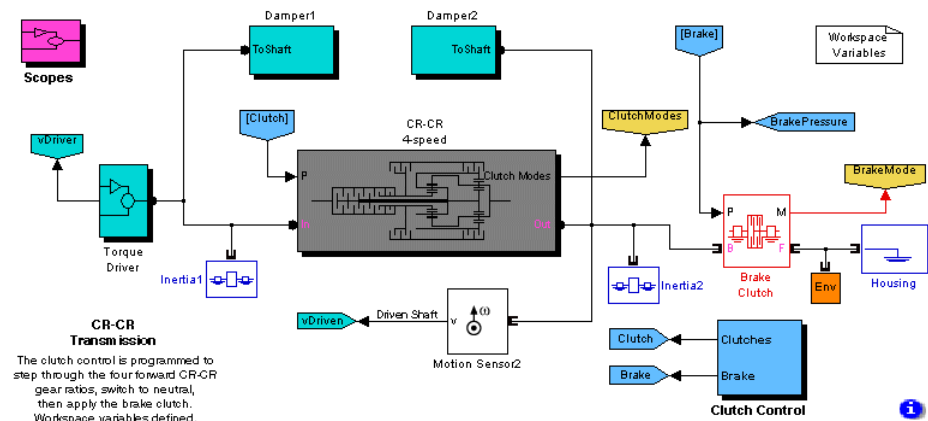 Damper1
Damper2
ToShaft
ToShaft
[Brake]
Workspace
Variables
Scopes
vDriver
[Clutch]
CR-CR
4-speed
ClutchModes
BrakePressure
P
Clutch Modes
In
Out
BrakeMode
P
M
B
F
Torque
Driver
Inertia1
Inertia2
Brake
Clutch
Env
Housing
vDriven
Driven Shaft
v
ω
Motion Sensor2
CR-CR
Transmission
The clutch control is programmed to
step through the four forward CR-CR
gear ratios, switch to neutral,
then apply the brake clutch.
Workspace variables defined.
Clutch
Clutches
Brake
Brake
Clutch Control
i